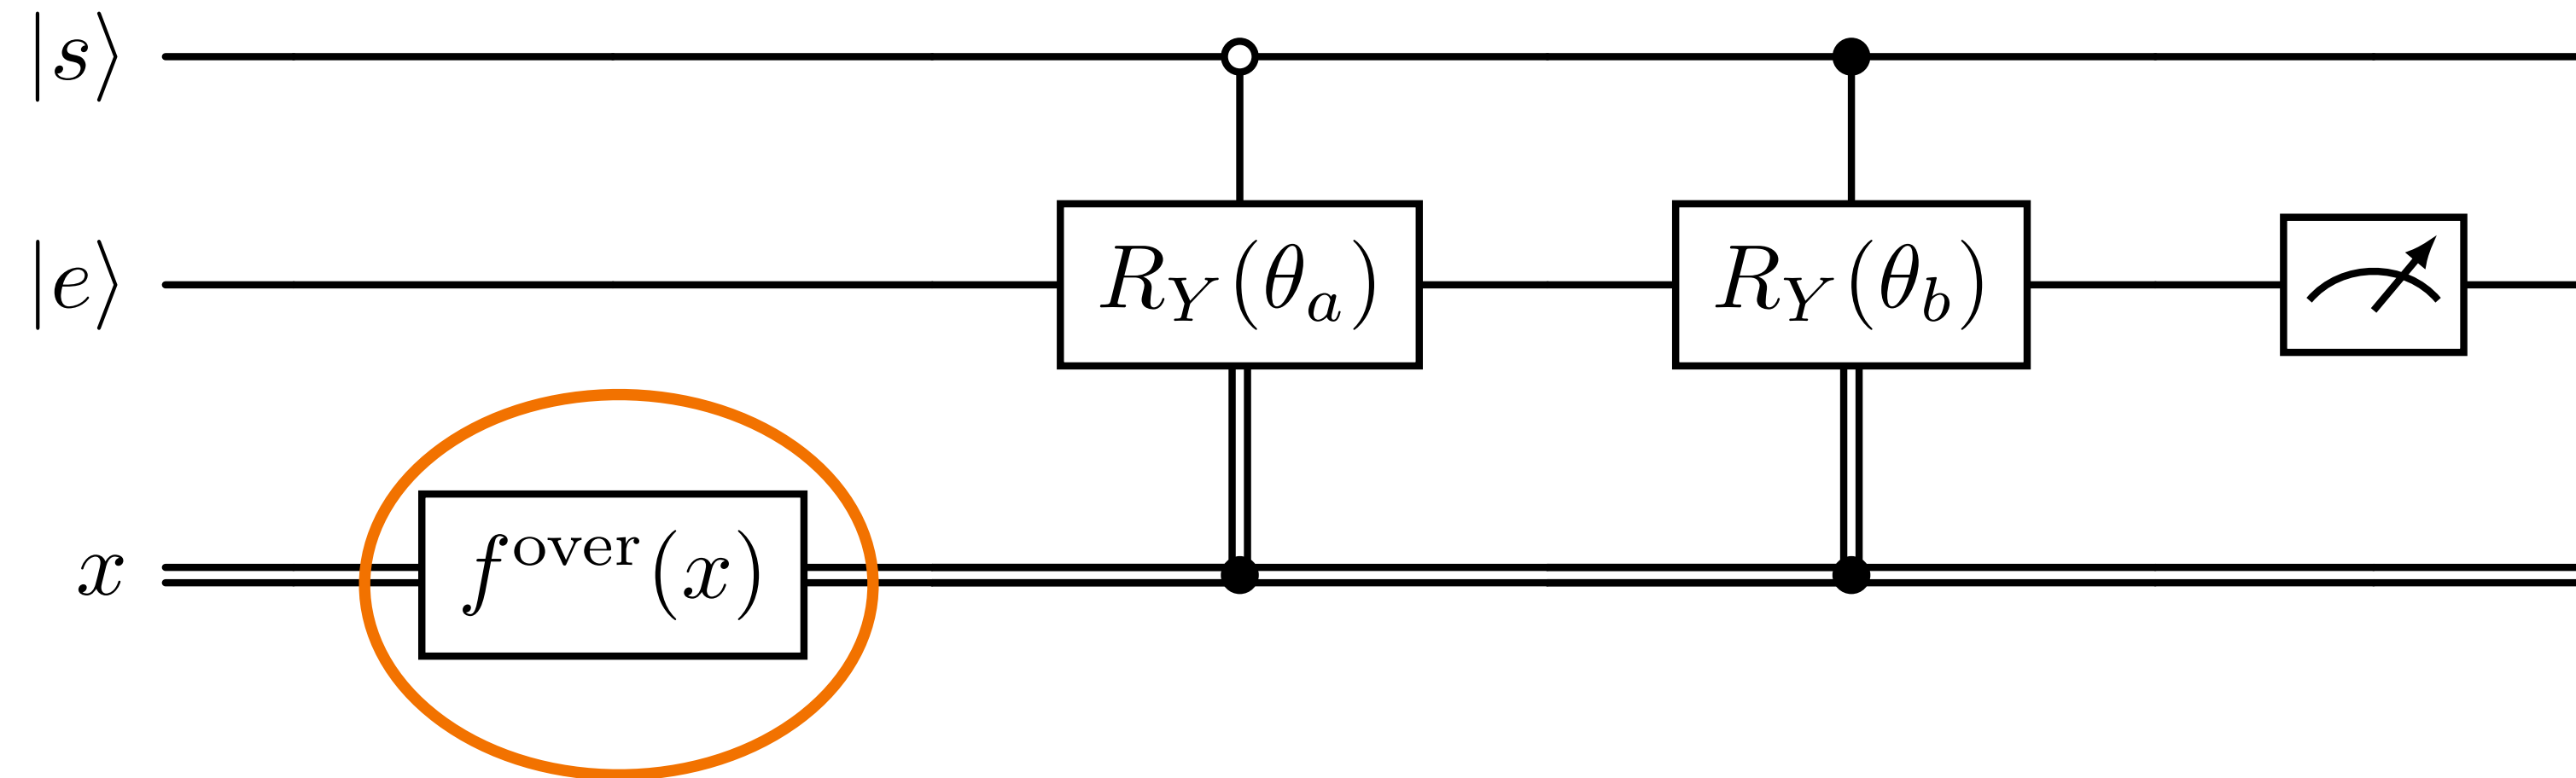 |s⟩
|e⟩ R_Y(θ_a) R_Y(θ_b)
x f^over(x)